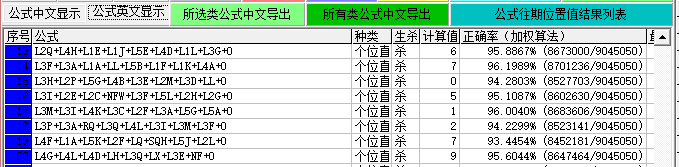 公式中文显示 公式英文显示 所选类公式中文导出 所有类公式中文导出 公式往期位置值结果列表
序号 公式 种类 生杀 计算值 正确率（加权算法）
L2Q+L4H+L1E+L1J+L5E+L4D+L1L+L3G+0 个位直 杀 6 95.8867% (8673000/9045050)
L3F+L3A+L1A+LL+L5B+L1F+L1K+L4A+0 个位直 杀 7 96.1989% (8701236/9045050)
L3H+L2F+L5G+L4B+L3E+L2M+L3D+LL+0 个位直 杀 0 94.2803% (8527703/9045050)
L3I+L2E+L2C+NFW+L3F+L5L+L2H+L2G+0 个位直 杀 5 95.1087% (8602630/9045050)
L3M+L3I+L4K+L3C+L2F+L3A+L5G+L5A+0 个位直 杀 1 96.0040% (8683606/9045050)
L3P+L3A+RQ+L3Q+L4L+L3I+L3M+L3F+0 个位直 杀 2 94.2299% (8523141/9045050)
L4F+L1A+L5K+L2F+LQ+SQH+L5J+L2L+0 个位直 杀 7 93.4454% (8452181/9045050)
L4G+L4L+L4D+LH+L3Q+LX+L3E+NF+0 个位直 杀 9 95.6044% (8647464/9045050)